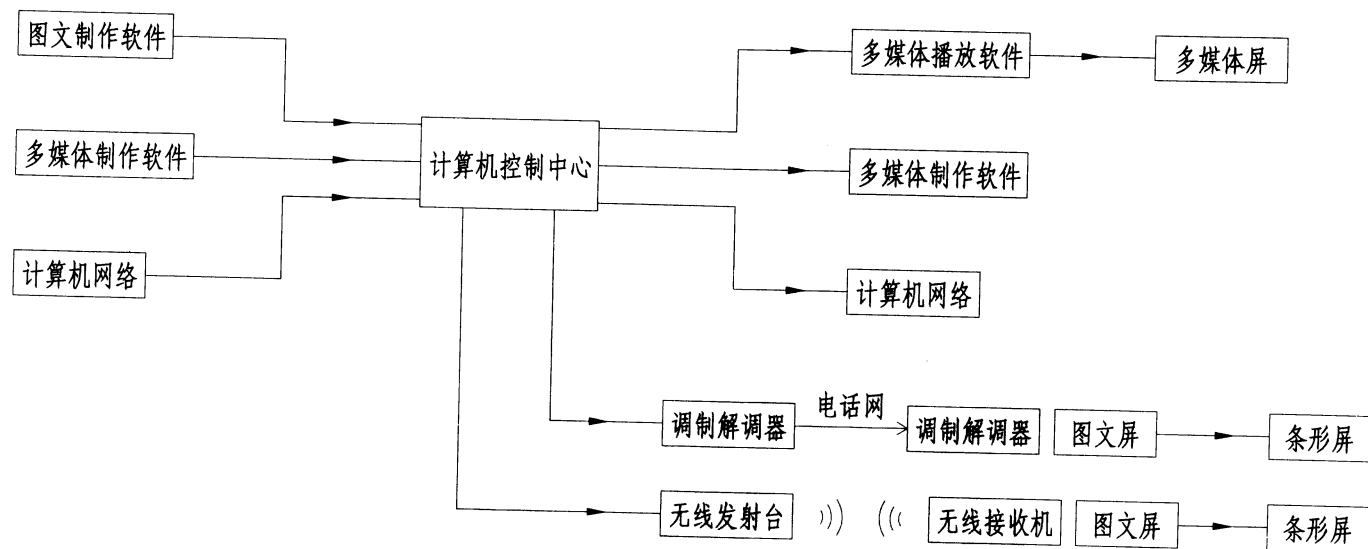 图文制作软件
多媒体播放软件
多媒体屏
多媒体制作软件
计算机控制中心
多媒体制作软件
计算机网络
计算机网络
调制解调器
电话网
调制解调器
图文屏
条形屏
无线发射台
无线接收机
图文屏
条形屏